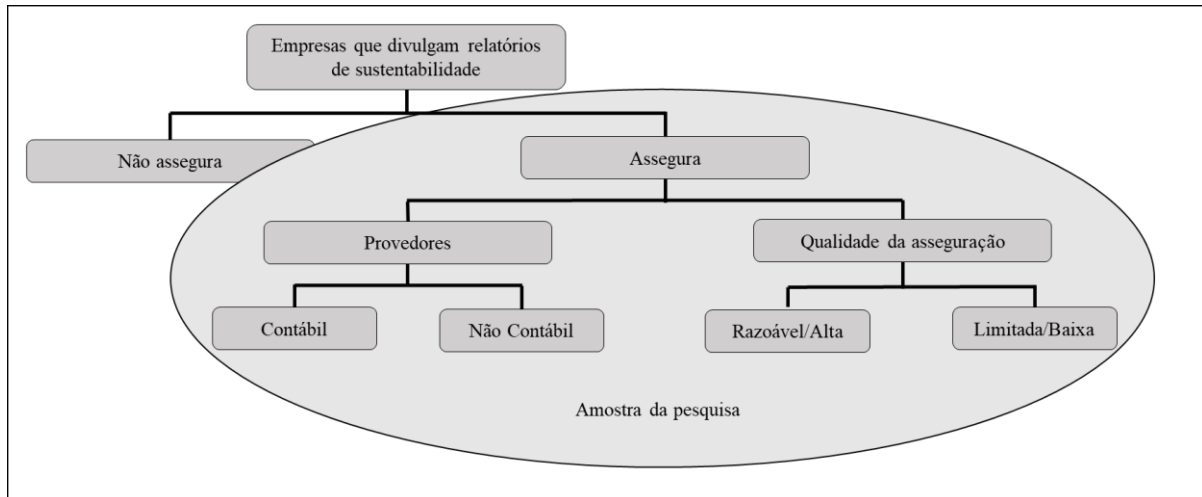 Empresas que divulgam relatórios
de sustentabilidade
Não assegura
Assegura
Provedores
Qualidade da asseguração
Contábil
Não Contábil
Razoável/Alta
Limitada/Baixa
Amostra da pesquisa